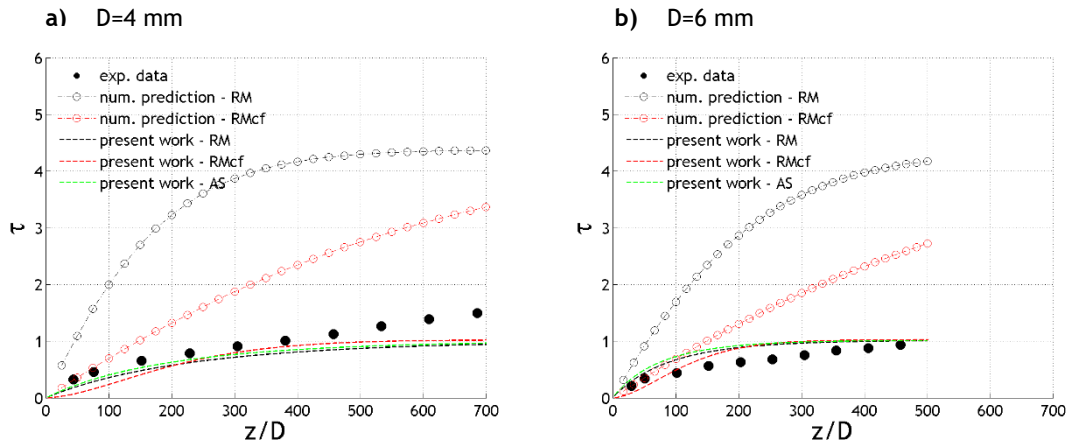 a) D=4 mm
b) D=6 mm
6
5
4
3
2
1
0
τ
exp. data
num. prediction - RM
num. prediction - RMcf
present work - RM
present work - RMcf
present work - AS
0 100 200 300 400 500 600 700
z/D
6
5
4
3
2
1
0
τ
exp. data
num. prediction - RM
num. prediction - RMcf
present work - RM
present work - RMcf
present work - AS
0 100 200 300 400 500 600 700
z/D